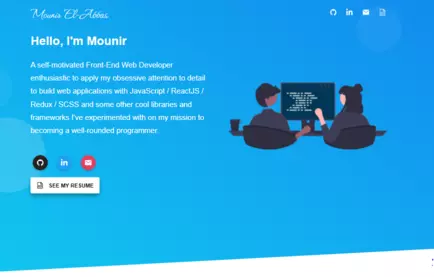 Mounir El-Abbas
Hello, I'm Mounir
A self-motivated Front-End Web Developer
enthusiastic to apply my obsessive attention to detail
to build web applications with JavaScript / ReactJS /
Redux / SCSS and some other cool libraries and
frameworks I've experimented with on my mission to
becoming a well-rounded programmer.
SEE MY RESUME